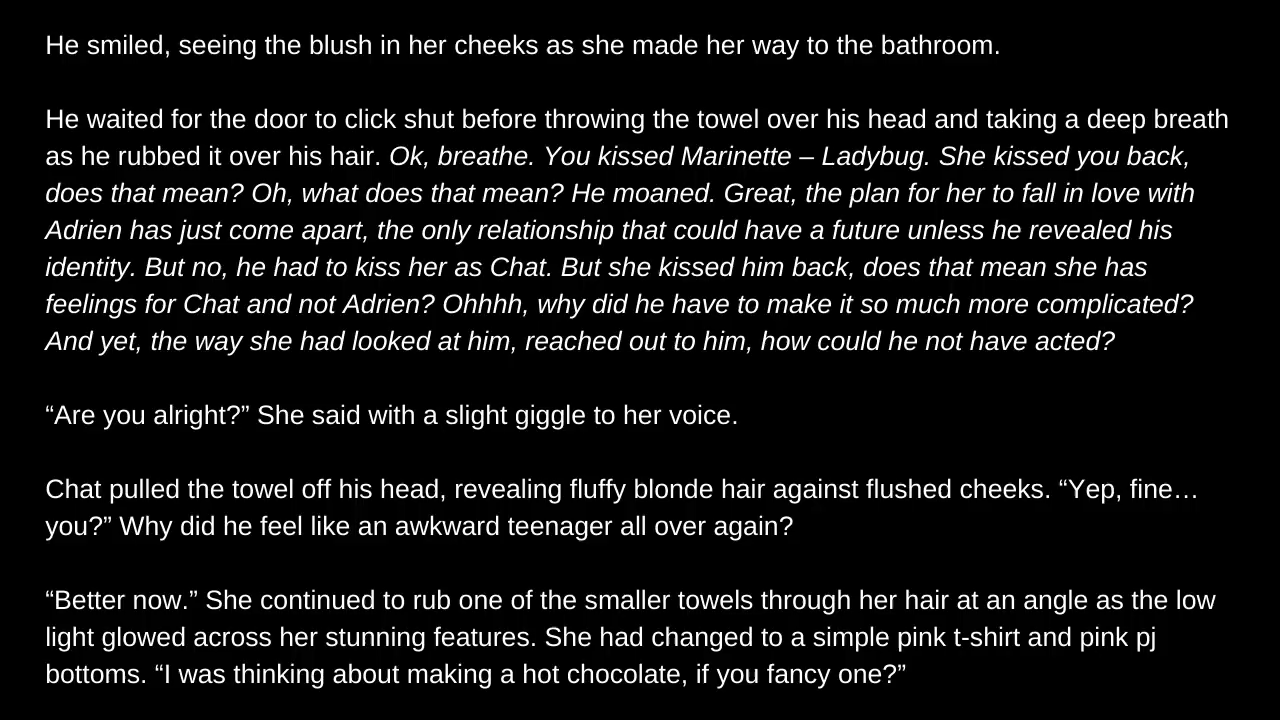 He smiled, seeing the blush in her cheeks as she made her way to the bathroom.
He waited for the door to click shut before throwing the towel over his head and taking a deep breath
as he rubbed it over his hair. Ok, breathe. You kissed Marinette – Ladybug. She kissed you back,
does that mean? Oh, what does that mean? He moaned. Great, the plan for her to fall in love with
Adrien has just come apart, the only relationship that could have a future unless he revealed his
identity. But no, he had to kiss her as Chat. But she kissed him back, does that mean she has
feelings for Chat and not Adrien? Ohhhh, why did he have to make it so much more complicated?
And yet, the way she had looked at him, reached out to him, how could he not have acted?
“Are you alright?” She said with a slight giggle to her voice.
Chat pulled the towel off his head, revealing fluffy blonde hair against flushed cheeks. “Yep, fine…
you?” Why did he feel like an awkward teenager all over again?
“Better now.” She continued to rub one of the smaller towels through her hair at an angle as the low
light glowed across her stunning features. She had changed to a simple pink t-shirt and pink pj
bottoms. “I was thinking about making a hot chocolate, if you fancy one?”